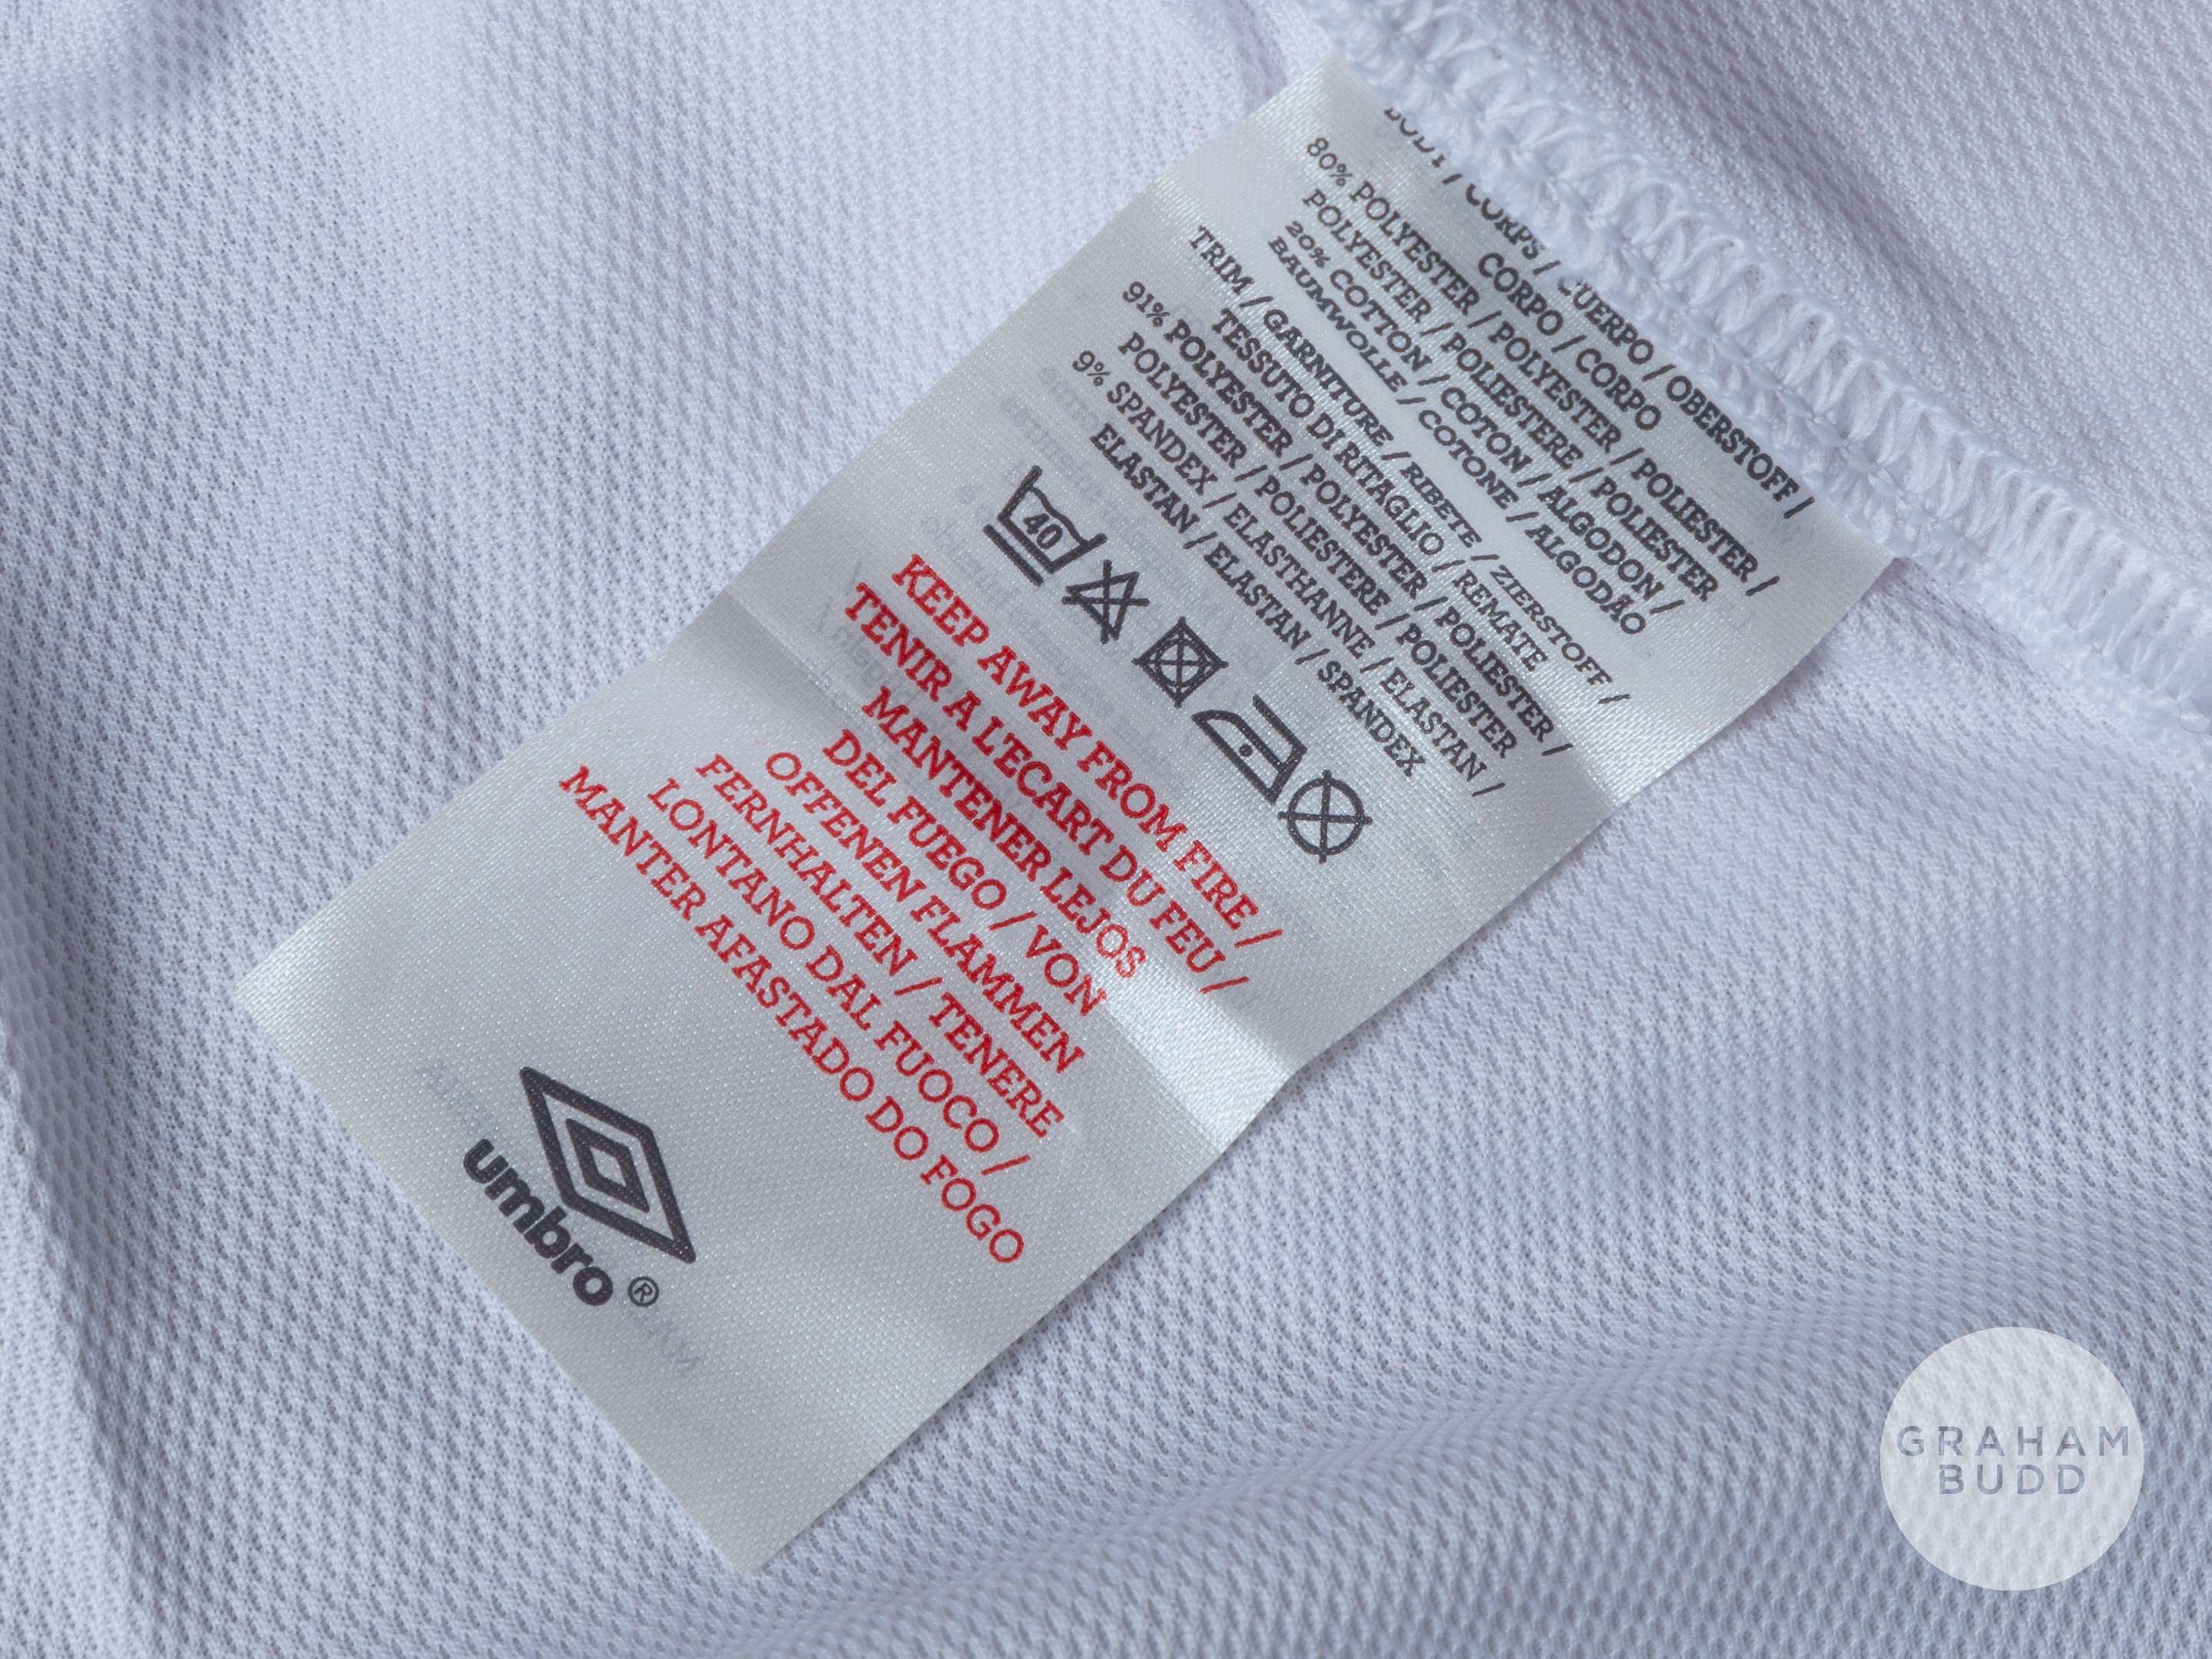 BODY / CORPS / CUERPO / OBERSTOFF /
CORPO / CORPO
80% POLYESTER / POLYESTER / POLIESTER /
POLYESTER / POLIESTERE / POLIESTER
20% COTTON / COTON / ALGODON /
BAUMWOLLE / COTONE / ALGODÃO
TRIM / GARNITURE / RIBETE / ZIERSTOFF /
TESSUTO DI RITAGLIO / REMATE
91% POLYESTER / POLYESTER / POLIESTER /
POLYESTER / POLIESTERE / POLIESTER
9% SPANDEX / ELASTHANNE / ELASTAN /
ELASTAN / ELASTAN / SPANDEX
40
KEEP AWAY FROM FIRE /
TENIR A L'ECART DU FEU /
MANTENER LEJOS
DEL FUEGO / VON
OFFENEN FLAMMEN
FERNHALTEN / TENERE
LONTANO DAL FUOCO /
MANTER AFASTADO DO FOGO
umbro ®
GRAHAM
BUDD